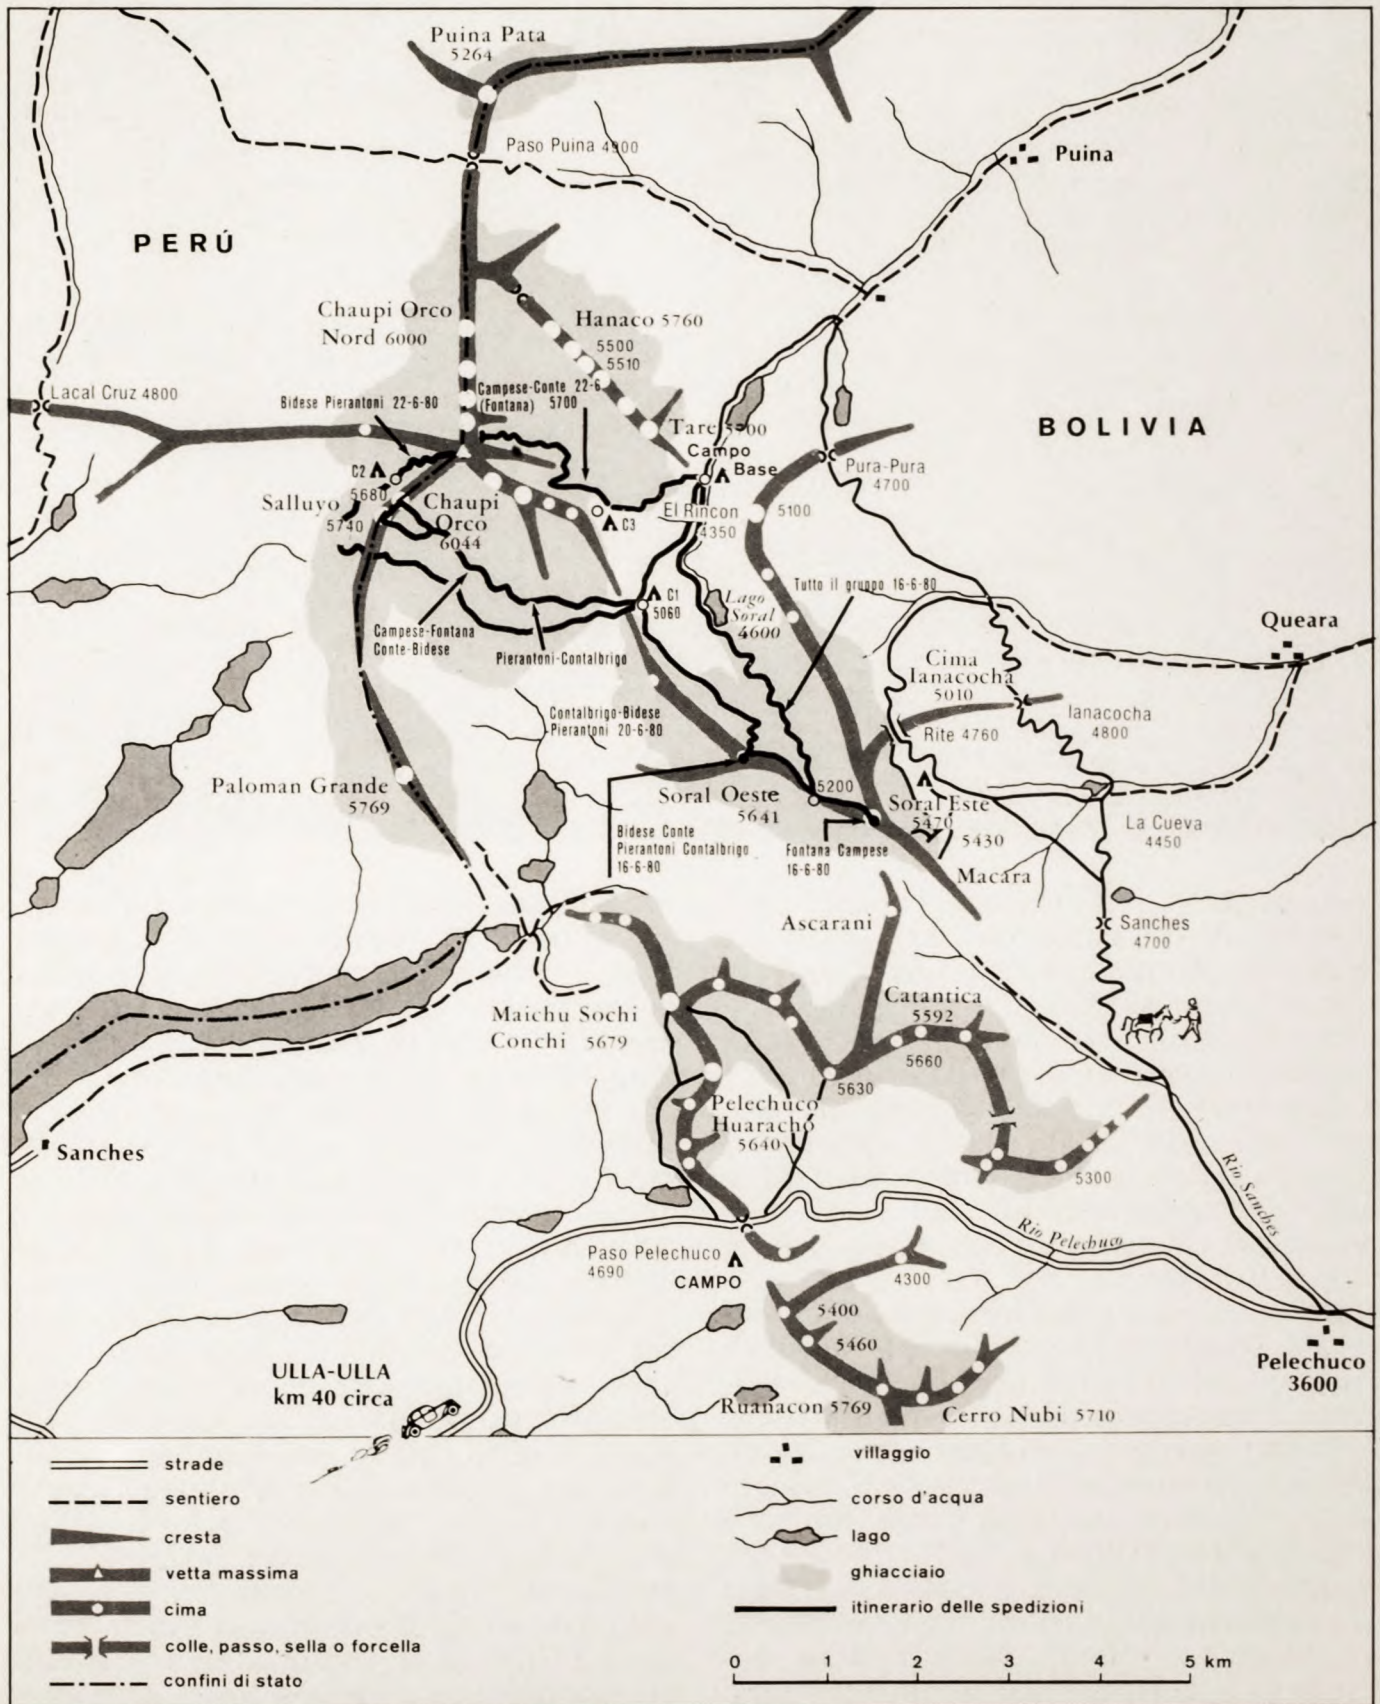 Puina Pata
5264
Paso Puina 4900
Puina
PERÚ
Chaupi Orco
Nord 6000
Hanaco 5760
5500
5510
Lacal Cruz 4800
Bidese Pierantoni 22-6-80
Campese-Conte 22-6
(Fontana) 5700
Tare 5700
BOLIVIA
Campo
Base
Pura-Pura
4700
C2
5680
Salluyo
5740
Chaupi
Orco
6044
C3
El Rincon
4350
5100
Tutto il gruppo 16-6-80
C1
5060
Lago
Soral
4600
Queara
Campese-Fontana
Conte-Bidese
Pierantoni-Contalbrigo
Cima
Ianacocha
5010
Ianacocha
4800
Rite 4760
Contalbrigo-Bidese
Pierantoni 20-6-80
Paloman Grande
5769
Soral Oeste
5641
5200
Soral Este
5470
5430
La Cueva
4450
Bidese Conte
Pierantoni Contalbrigo
16-6-80
Fontana Campese
16-6-80
Macara
Ascarani
Sanches
4700
Maichu Sochi
Conchi 5679
Catantica
5592
5660
5630
Pelechuco
Huaracho
5640
Sanches
5300
Rio Sanches
Rio Pelechuco
Paso Pelechuco
4690
CAMPO
4300
5400
5460
ULLA-ULLA
km 40 circa
Pelechuco
3600
Ruanacon 5769
Cerro Nubi 5710
strade
sentiero
cresta
vetta massima
cima
colle, passo, sella o forcella
confini di stato
villaggio
corso d'acqua
lago
ghiacciaio
itinerario delle spedizioni
0 1 2 3 4 5 km